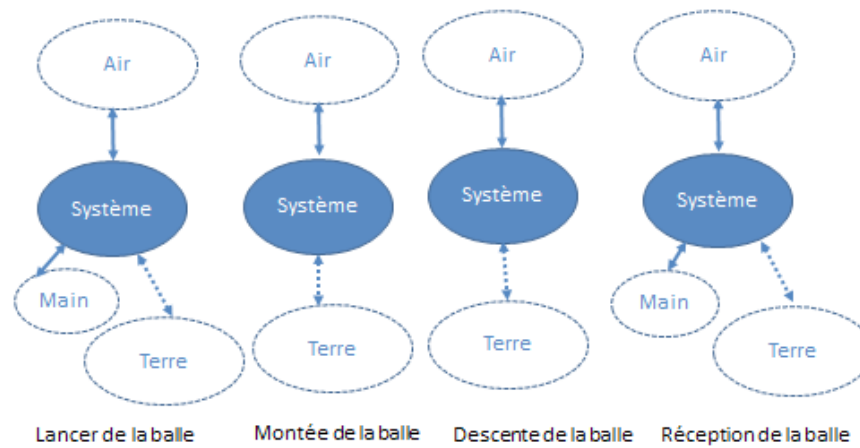 Air
Air
Air
Air
Système
Système
Système
Système
Main
Terre
Terre
Terre
Main
Terre
Lancer de la balle
Montée de la balle
Descente de la balle
Réception de la balle